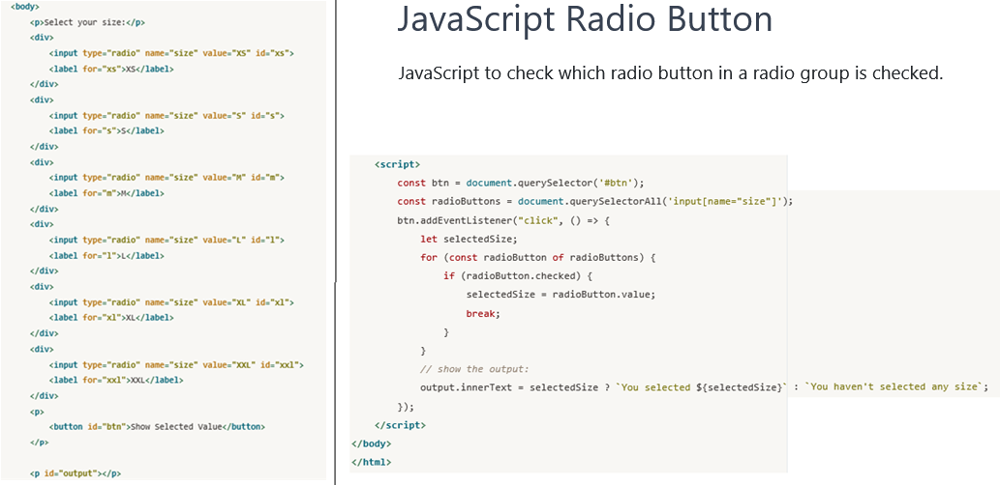 <body>
<p>Select your size:</p>
<div>
<input type="radio" name="size" value="XS" id="xs">
<label for="xs">XS</label>
</div>
<div>
<input type="radio" name="size" value="S" id="s">
<label for="s">S</label>
</div>
<div>
<input type="radio" name="size" value="M" id="m">
<label for="m">M</label>
</div>
<div>
<input type="radio" name="size" value="L" id="l">
<label for="l">L</label>
</div>
<div>
<input type="radio" name="size" value="XL" id="xl">
<label for="xl">XL</label>
</div>
<div>
<input type="radio" name="size" value="XXL" id="xxl">
<label for="xxl">XXL</label>
</div>
<p>
<button id="btn">Show Selected Value</button>
</p>
<p id="output"></p>
JavaScript Radio Button
JavaScript to check which radio button in a radio group is checked.
<script>
const btn = document.querySelector('#btn');
const radioButtons = document.querySelectorAll('input[name="size"]');
btn.addEventListener("click", () => {
let selectedSize;
for (const radioButton of radioButtons) {
if (radioButton.checked) {
selectedSize = radioButton.value;
break;
}
}
// show the output:
output.innerText = selectedSize ? `You selected ${selectedSize}` : `You haven't selected any size`;
});
</script>
</body>
</html>